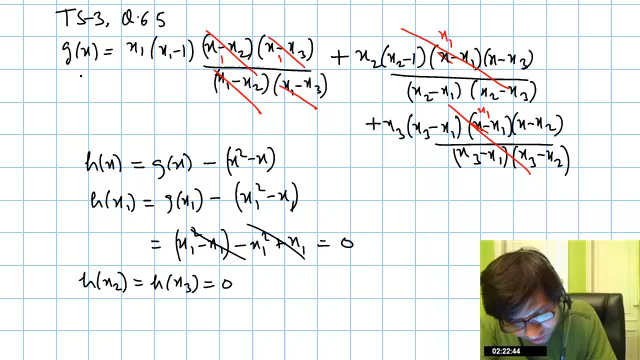 TS-3, Q.65
g(x) = x₁(x₁-1) (x-x₂)(x-x₃) / (x₁-x₂)(x₁-x₃) + x₂(x₂-1)(x-x₁)(x-x₃) / (x₂-x₁)(x₂-x₃)
+ x₃(x₃-x₁)(x-x₁)(x-x₂) / (x₃-x₁)(x₃-x₂)
h(x) = g(x) - (x²-x)
h(x₁) = g(x₁) - (x₁²-x₁)
= (x₁²-x₁) - x₁² + x₁ = 0
h(x₂) = h(x₃) = 0
02:22:44